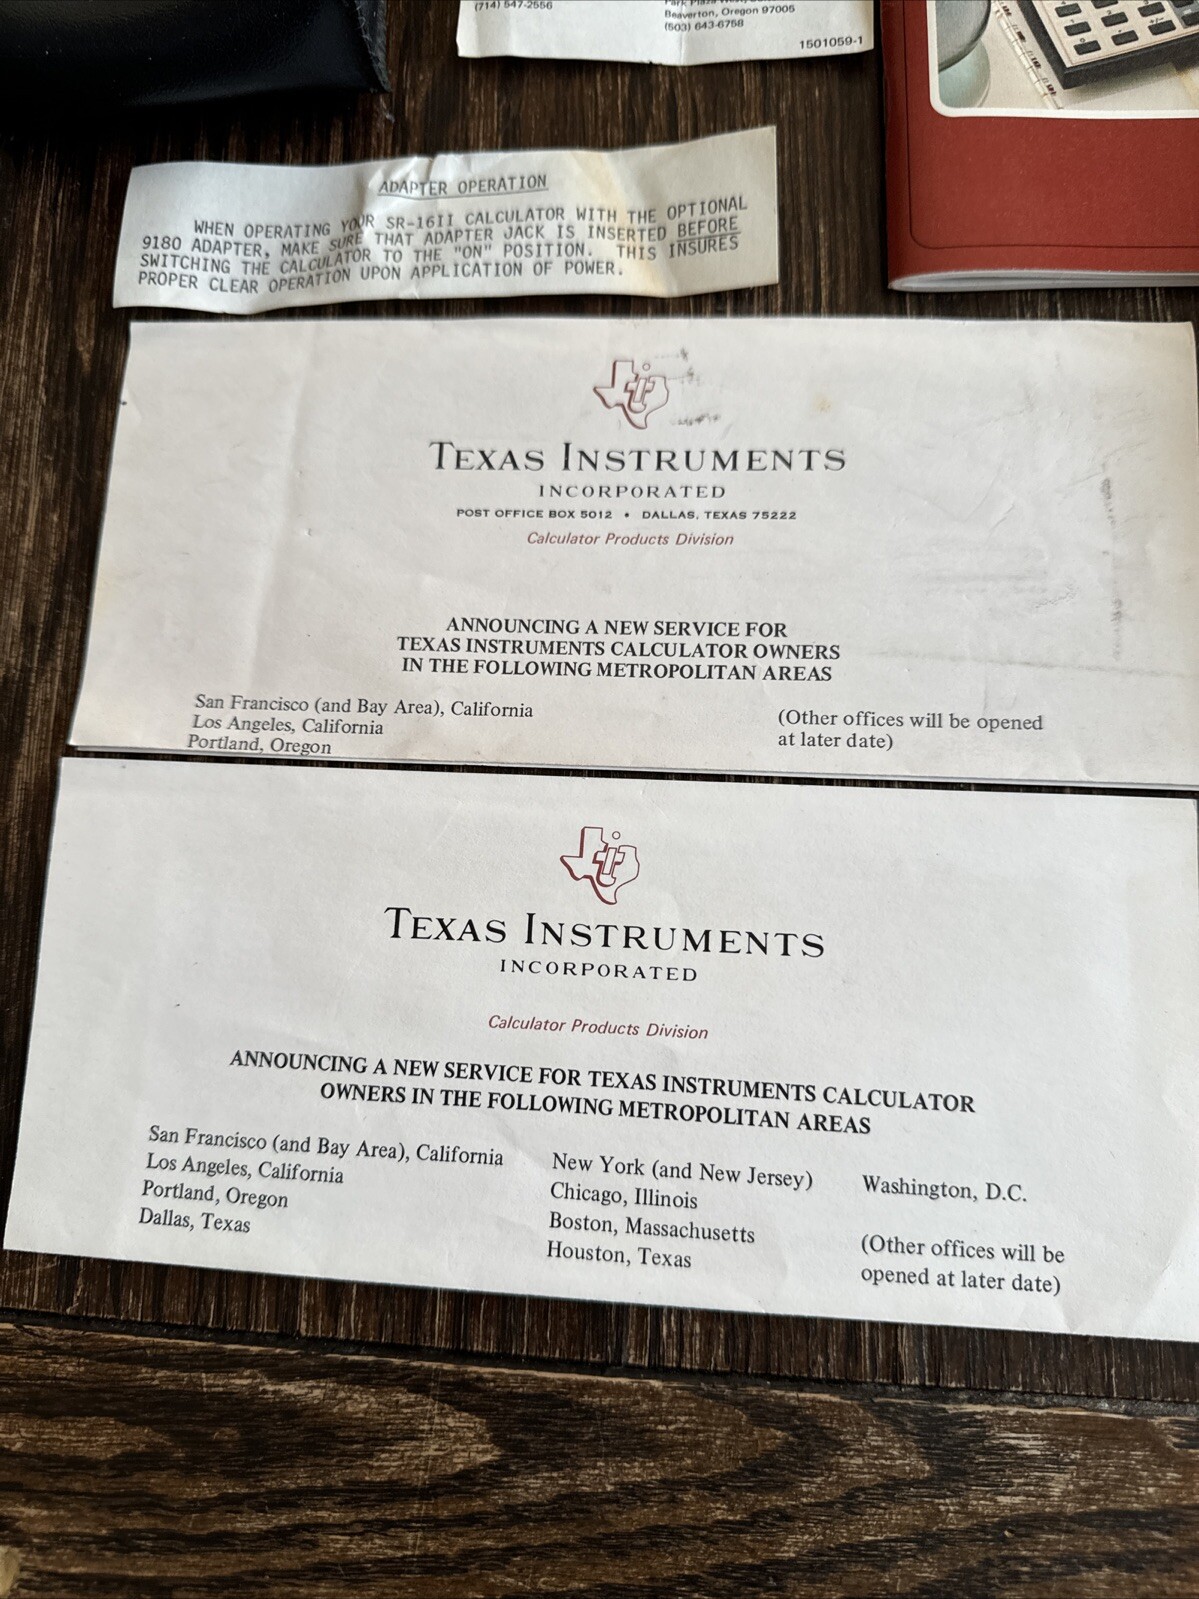 (714) 547-2556
Beaverton, Oregon 97005
(503) 643-6758
1501059-1
ADAPTER OPERATION
WHEN OPERATING YOUR SR-16II CALCULATOR WITH THE OPTIONAL
9180 ADAPTER, MAKE SURE THAT ADAPTER JACK IS INSERTED BEFORE
SWITCHING THE CALCULATOR TO THE "ON" POSITION. THIS INSURES
PROPER CLEAR OPERATION UPON APPLICATION OF POWER.
TEXAS INSTRUMENTS
INCORPORATED
POST OFFICE BOX 5012 • DALLAS, TEXAS 75222
Calculator Products Division
ANNOUNCING A NEW SERVICE FOR
TEXAS INSTRUMENTS CALCULATOR OWNERS
IN THE FOLLOWING METROPOLITAN AREAS
San Francisco (and Bay Area), California
Los Angeles, California
Portland, Oregon
(Other offices will be opened
at later date)
TEXAS INSTRUMENTS
INCORPORATED
Calculator Products Division
ANNOUNCING A NEW SERVICE FOR TEXAS INSTRUMENTS CALCULATOR
OWNERS IN THE FOLLOWING METROPOLITAN AREAS
San Francisco (and Bay Area), California
Los Angeles, California
Portland, Oregon
Dallas, Texas
New York (and New Jersey)
Chicago, Illinois
Boston, Massachusetts
Houston, Texas
Washington, D.C.
(Other offices will be
opened at later date)